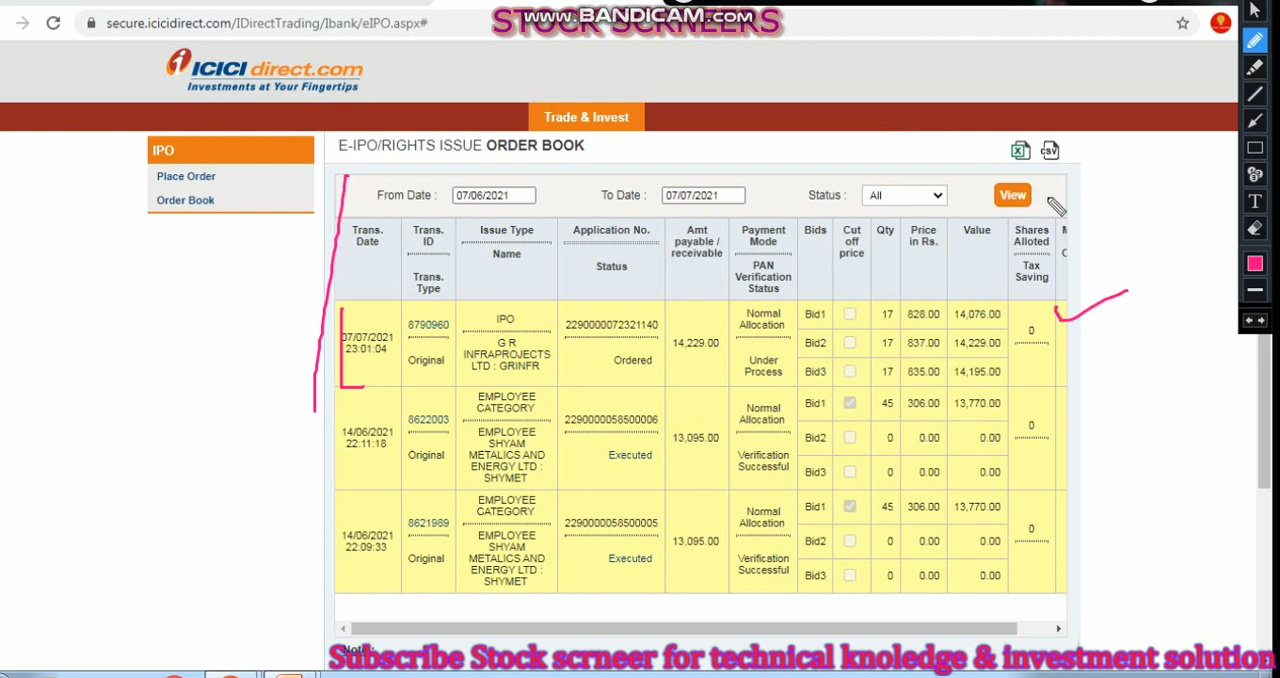 www.BANDICAM.com
STOCK SCRNEERS
secure.icicidirect.com/IDirectTrading/Ibank/eIPO.aspx#
ICICI direct.com
Investments at Your Fingertips
Trade & Invest
IPO
Place Order
Order Book
E-IPO/RIGHTS ISSUE ORDER BOOK
CSV
From Date : 07/06/2021 To Date : 07/07/2021 Status : All View
Trans. Date
Trans. ID
Trans. Type
Issue Type
Name
Application No.
Status
Amt payable / receivable
Payment Mode
PAN Verification Status
Bids
Cut off price
Qty
Price in Rs.
Value
Shares Alloted
Tax Saving
07/07/2021 23:01:04
8790960
Original
IPO
G R INFRAPROJECTS LTD : GRINFR
2290000072321140
Ordered
14,229.00
Normal Allocation
Under Process
Bid1 17 828.00 14,076.00
Bid2 17 837.00 14,229.00
Bid3 17 835.00 14,195.00
0
14/06/2021 22:11:18
8622003
Original
EMPLOYEE CATEGORY
EMPLOYEE SHYAM METALICS AND ENERGY LTD : SHYMET
2290000058500006
Executed
13,095.00
Normal Allocation
Verification Successful
Bid1 45 306.00 13,770.00
Bid2 0 0.00 0.00
Bid3 0 0.00 0.00
0
14/06/2021 22:09:33
8621989
Original
EMPLOYEE CATEGORY
EMPLOYEE SHYAM METALICS AND ENERGY LTD : SHYMET
2290000058500005
Executed
13,095.00
Normal Allocation
Verification Successful
Bid1 45 306.00 13,770.00
Bid2 0 0.00 0.00
Bid3 0 0.00 0.00
0
Subscribe Stock scrneer for technical knoledge & investment solution